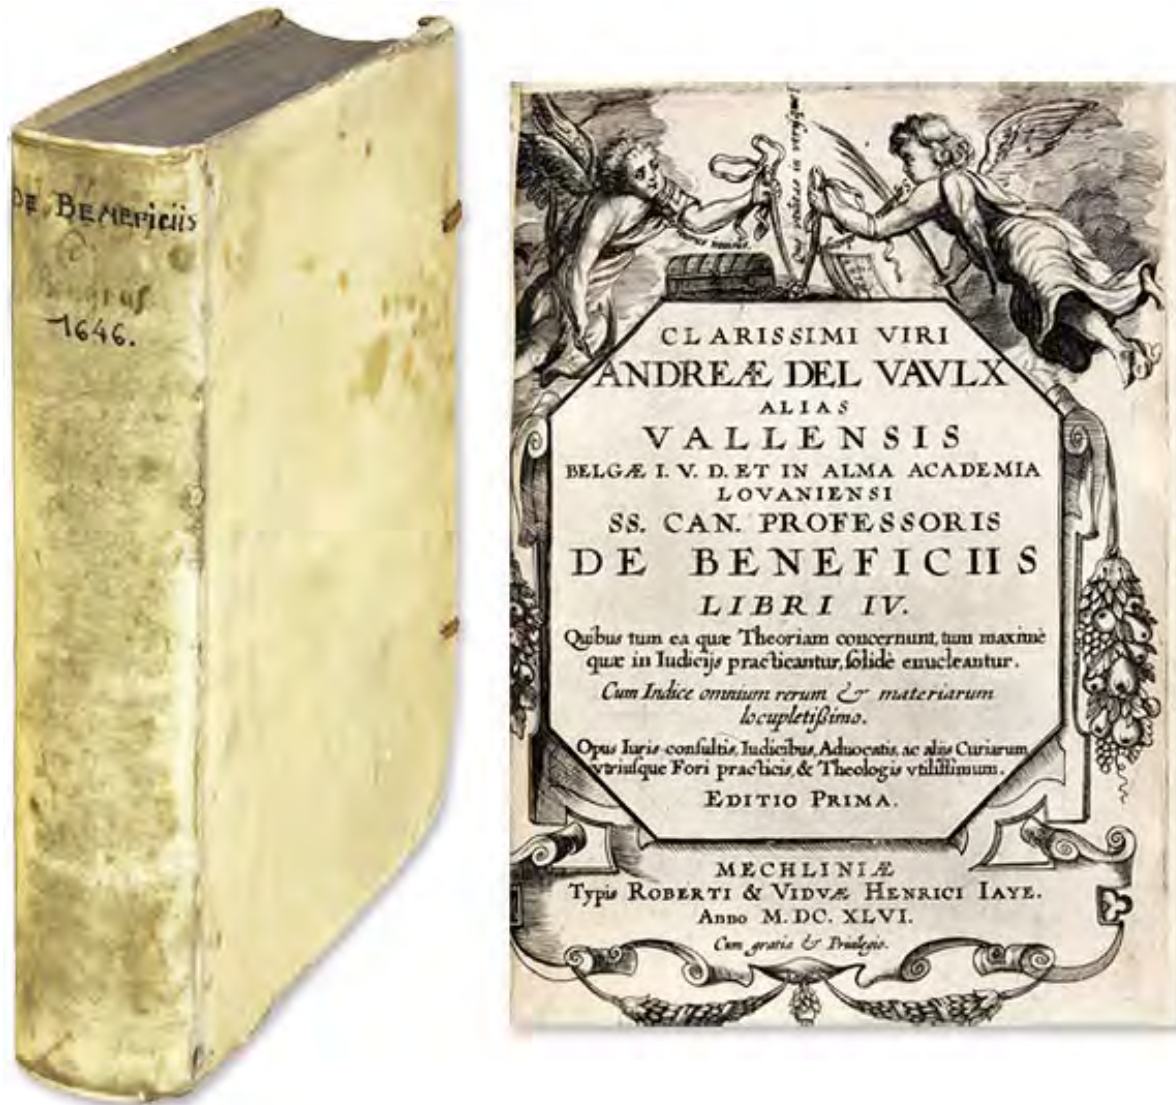 DE BENEFICIIS
1646.
CLARISSIMI VIRI
ANDREÆ DEL VAVLX
ALIAS
VALLENSIS
BELGÆ I. V. D. ET IN ALMA ACADEMIA
LOVANIENSI
SS. CAN. PROFESSORIS
DE BENEFICIIS
LIBRI IV.
Quibus tum ea quæ Theoriam concernunt, tum maximè
quæ in Iudicijs practicantur, ſolidè enucleantur.
Cum Indice omnium rerum & materiarum
locupletißimo.
Opus Iuris-conſultis, Iudicibus, Aduocatis, ac alijs Curiarum
vtriuſque Fori practicis, & Theologis vtiliſſimum.
EDITIO PRIMA.
MECHLINIÆ
Typis ROBERTI & VIDVÆ HENRICI IAYE.
Anno M. DC. XLVI.
Cum gratia & Priuilegio.